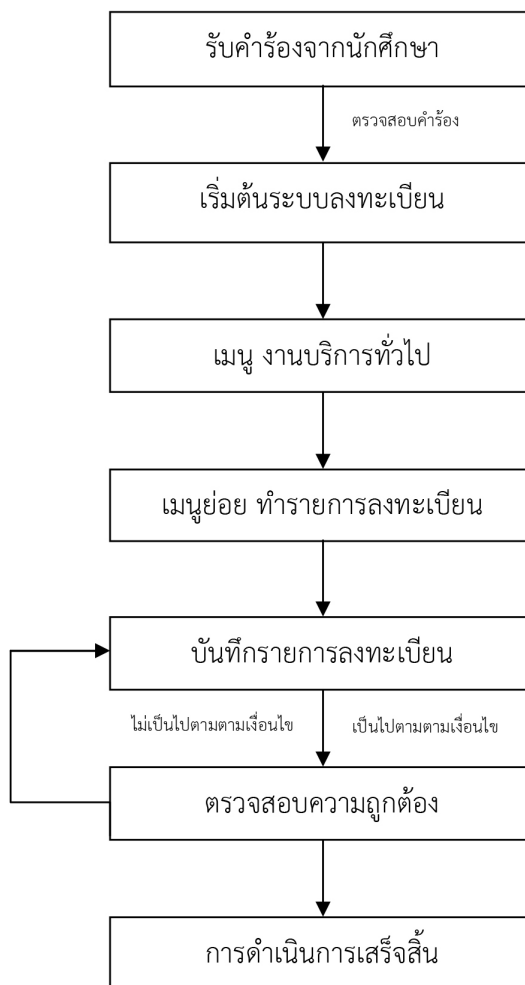 รับคำร้องจากนักศึกษา
ตรวจสอบคำร้อง
เริ่มต้นระบบลงทะเบียน
เมนู งานบริการทั่วไป
เมนูย่อย ทำรายการลงทะเบียน
บันทึกรายการลงทะเบียน
ไม่เป็นไปตามตามเงื่อนไข
เป็นไปตามตามเงื่อนไข
ตรวจสอบความถูกต้อง
การดำเนินการเสร็จสิ้น